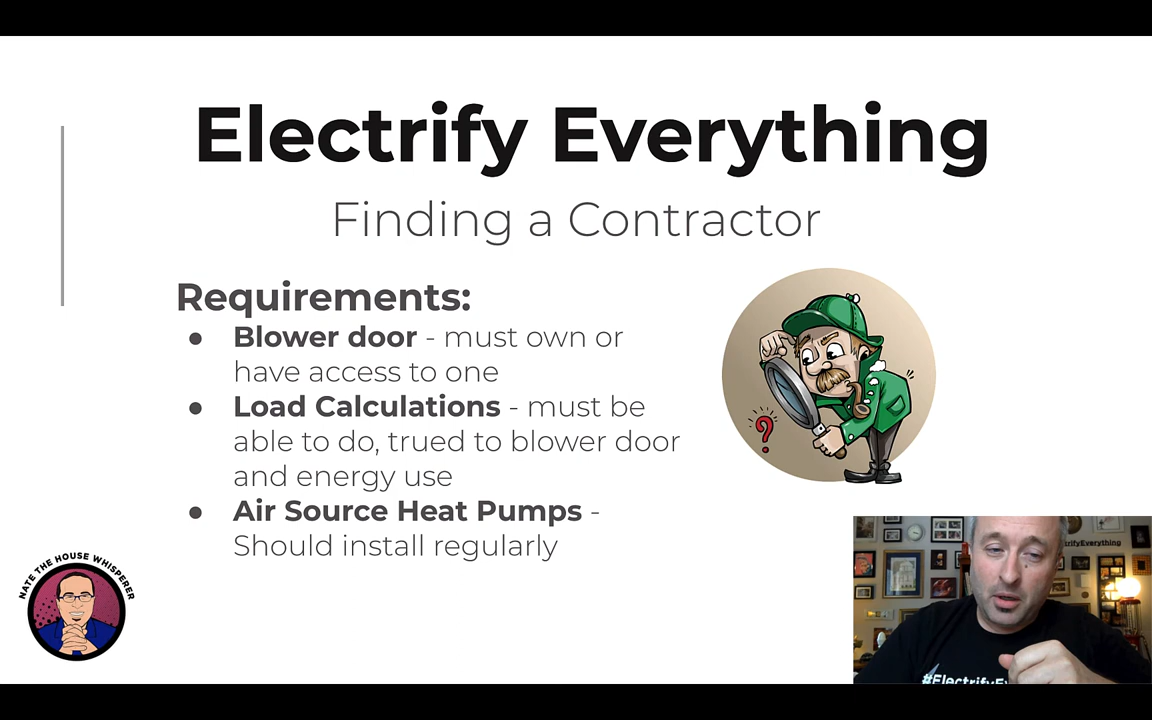 Electrify Everything
Finding a Contractor
Requirements:
● Blower door - must own or
have access to one
● Load Calculations - must be
able to do, trued to blower door
and energy use
● Air Source Heat Pumps -
Should install regularly
?
NATE THE HOUSE WHISPERER
trifyEverything
#ElectrifyEv